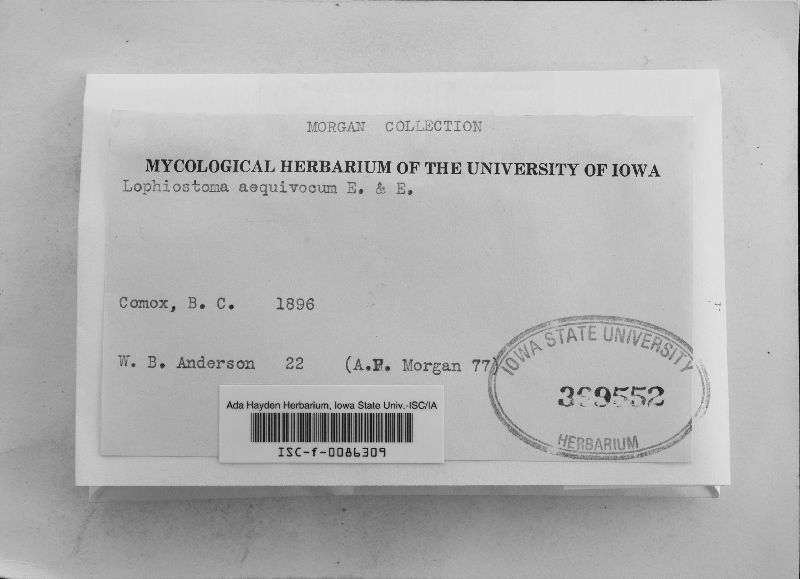 MORGAN COLLECTION
MYCOLOGICAL HERBARIUM OF THE UNIVERSITY OF IOWA
Lophiostoma aequivocum E. & E.
Comox, B. C. 1896
W. B. Anderson 22 (A.P. Morgan 77)
IOWA STATE UNIVERSITY
399552
HERBARIUM
Ada Hayden Herbarium, Iowa State Univ.-ISC/IA
ISC-f-0086309